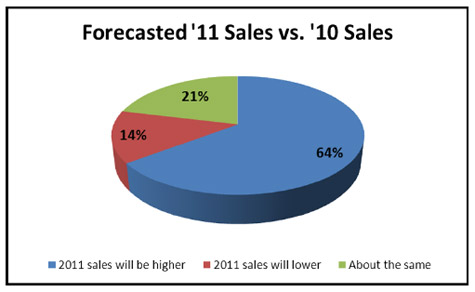 Forecasted '11 Sales vs. '10 Sales
21%
14%
64%
2011 sales will be higher 2011 sales will lower About the same